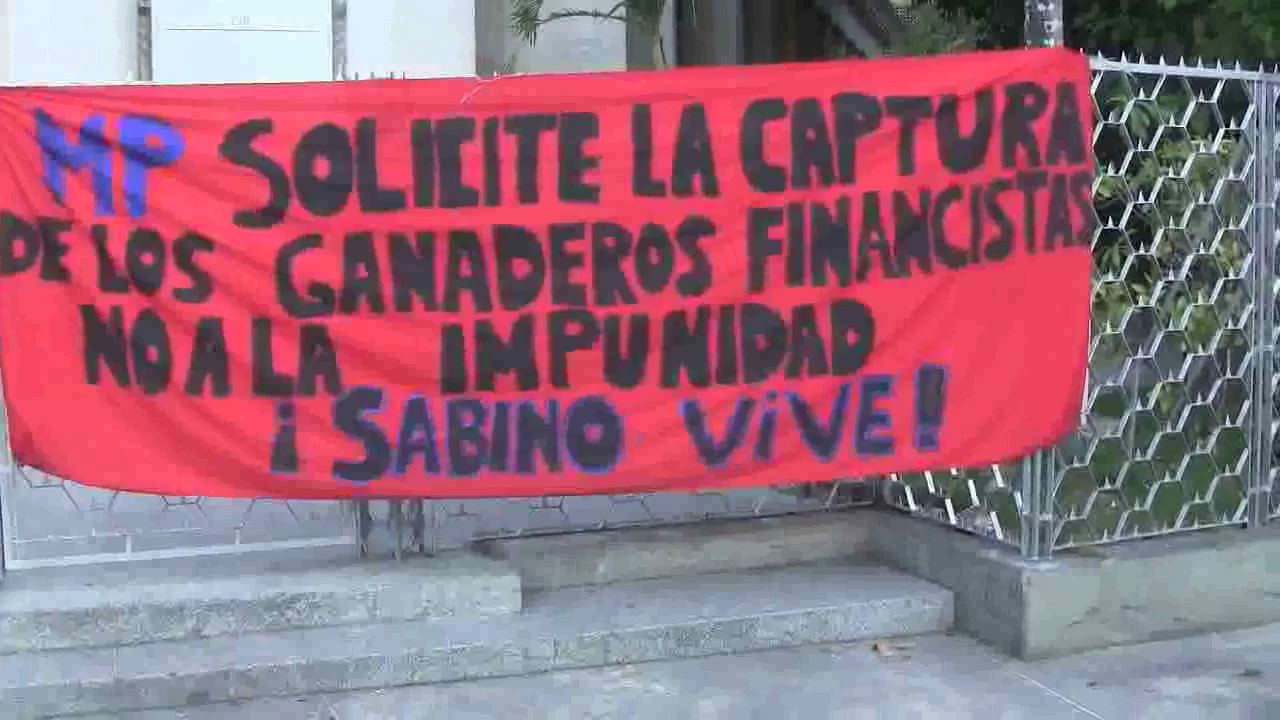 MP SOLICITE LA CAPTURA
DE LOS GANADEROS FINANCISTAS
NO A LA IMPUNIDAD
¡SABINO VIVE!